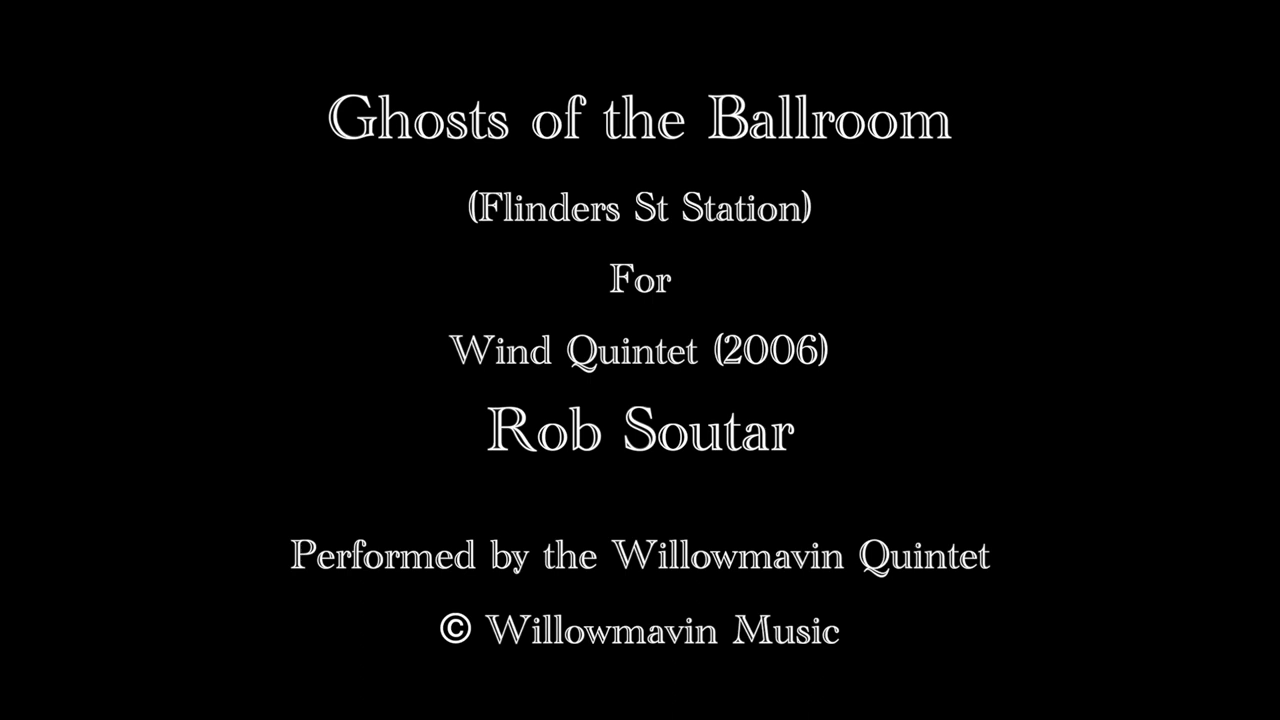 Ghosts of the Ballroom
(Flinders St Station)
For
Wind Quintet (2006)
Rob Soutar
Performed by the Willowmavin Quintet
© Willowmavin Music